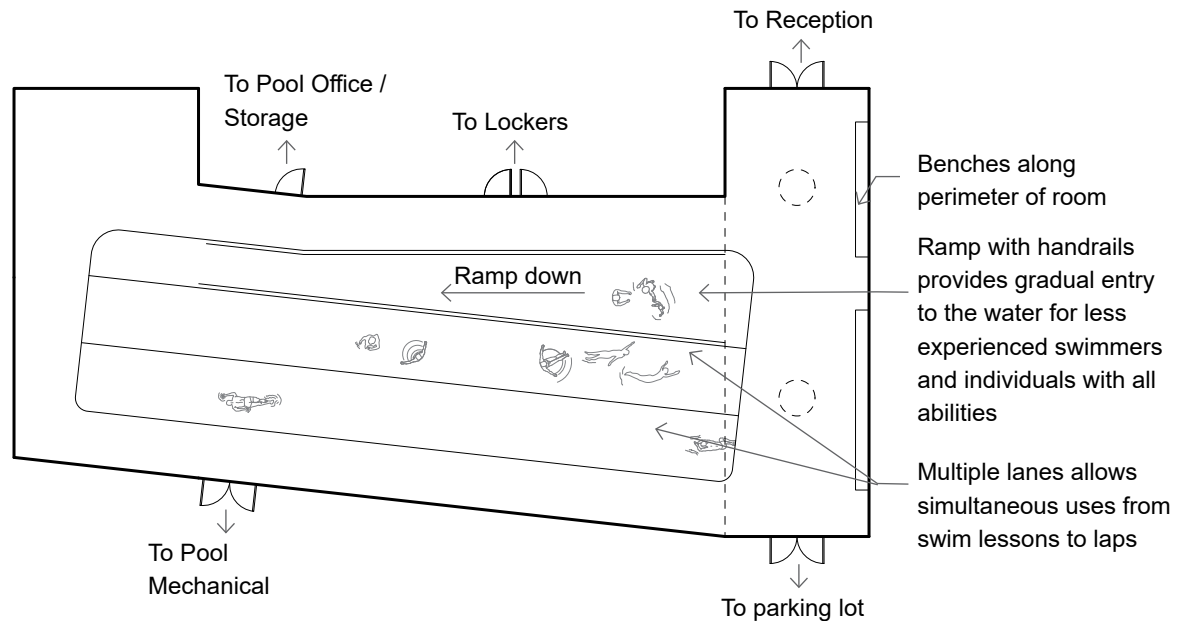 To Reception
To Pool Office /
Storage
To Lockers
Benches along
perimeter of room
Ramp with handrails
provides gradual entry
to the water for less
experienced swimmers
and individuals with all
abilities
Ramp down
Multiple lanes allows
simultaneous uses from
swim lessons to laps
To Pool
Mechanical
To parking lot